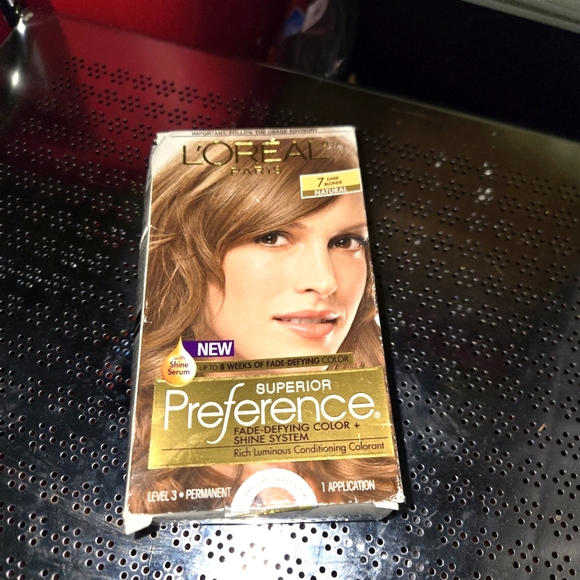 IMPORTANT: FOLLOW THE USAGE ADVISORY
L'ORÉAL
PARIS
7 DARK BLONDE
NATURAL
NEW
with
Shine
Serum
UP TO 8 WEEKS OF FADE-DEFYING COLOR
SUPERIOR
Preference®
FADE-DEFYING COLOR +
SHINE SYSTEM
Rich Luminous Conditioning Colorant
LEVEL 3 • PERMANENT
1 APPLICATION